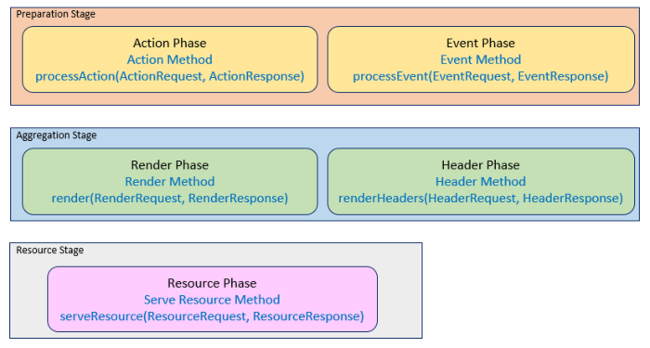 Preparation Stage
Action Phase
Action Method
processAction(ActionRequest, ActionResponse)
Event Phase
Event Method
processEvent(EventRequest, EventResponse)
Aggregation Stage
Render Phase
Render Method
render(RenderRequest, RenderResponse)
Header Phase
Header Method
renderHeaders(HeaderRequest, HeaderResponse)
Resource Stage
Resource Phase
Serve Resource Method
serveResource(ResourceRequest, ResourceResponse)